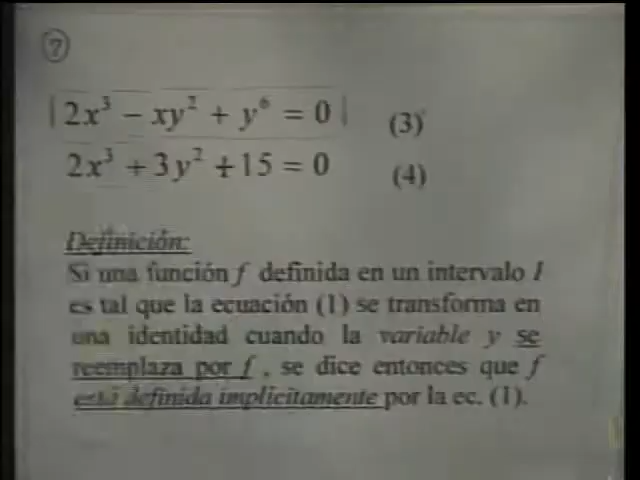 7
2x³ − xy² + y⁶ = 0 (3)
2x³ + 3y² + 15 = 0 (4)
Definición:
Si una función f definida en un intervalo I
es tal que la ecuación (1) se transforma en
una identidad cuando la variable y se
reemplaza por f , se dice entonces que f
está definida implícitamente por la ec. (1).